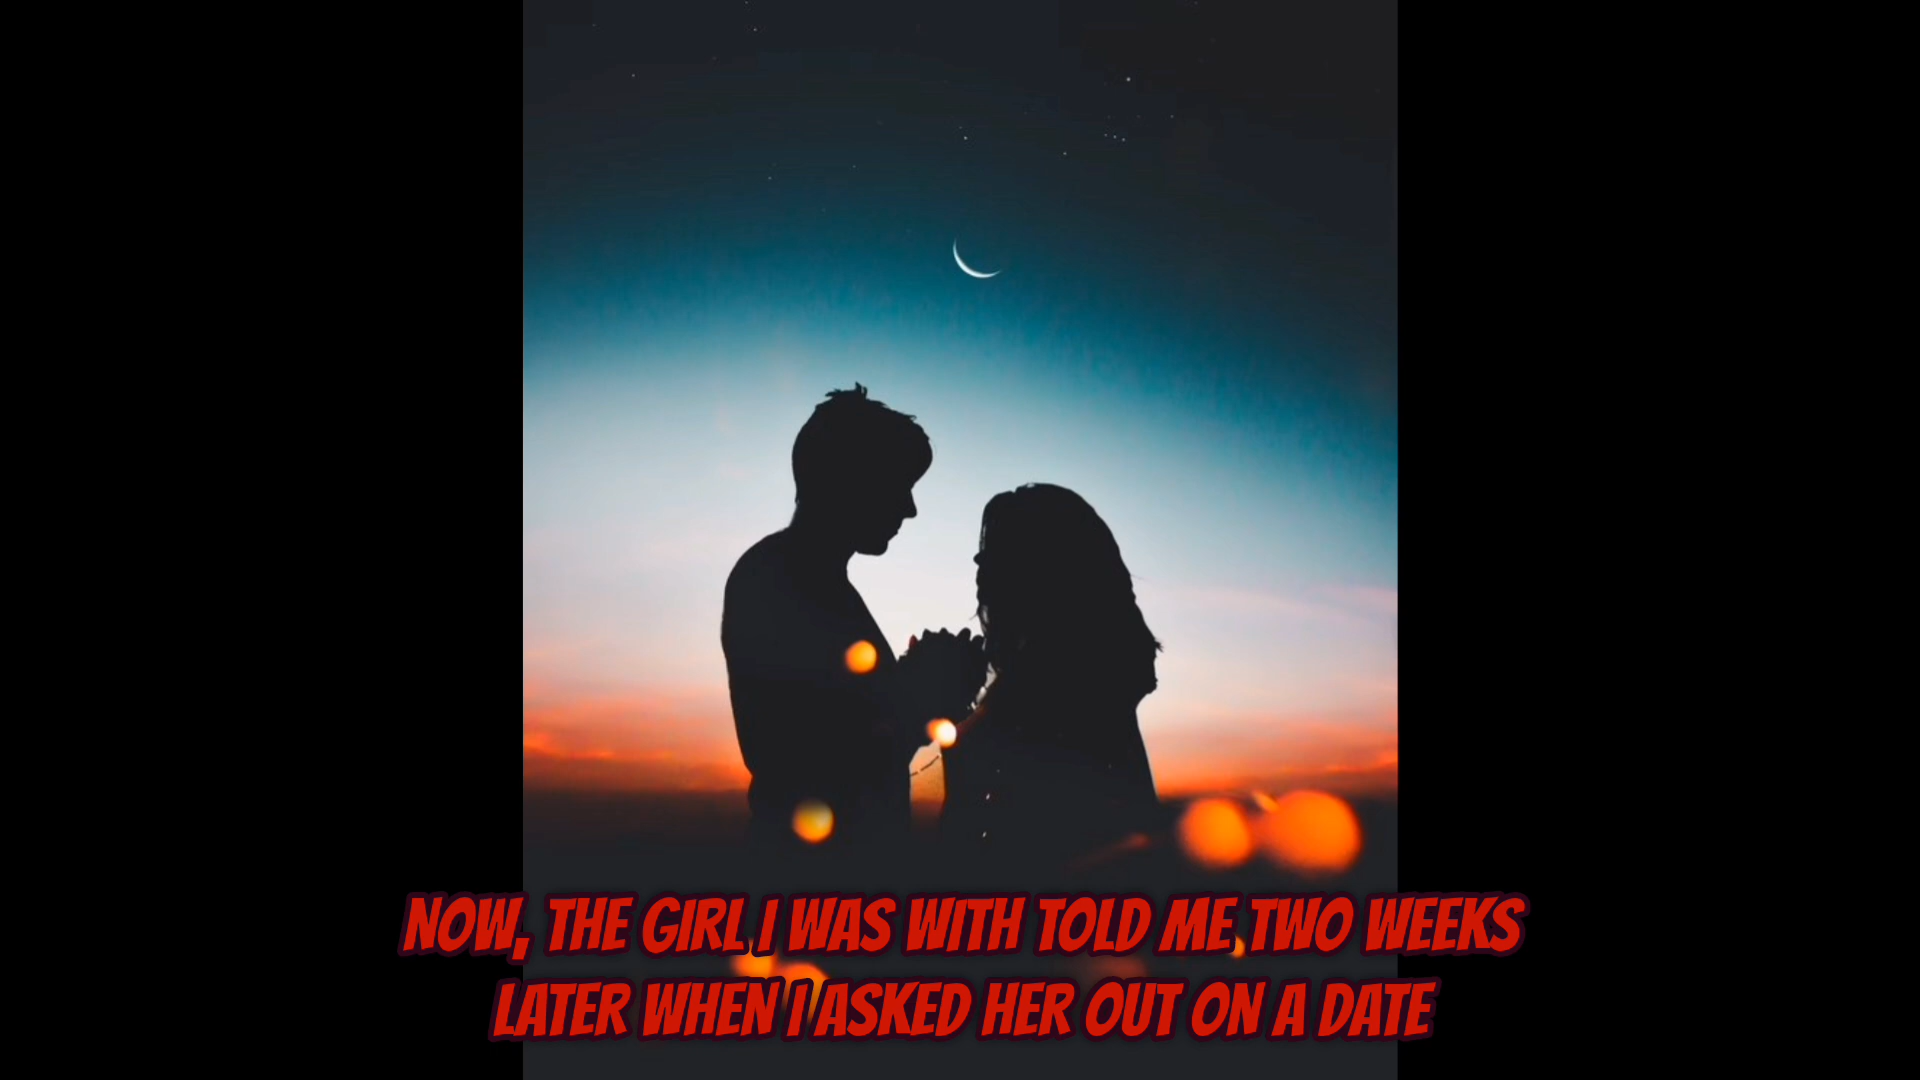 NOW, THE GIRL I WAS WITH TOLD ME TWO WEEKS
LATER WHEN I ASKED HER OUT ON A DATE